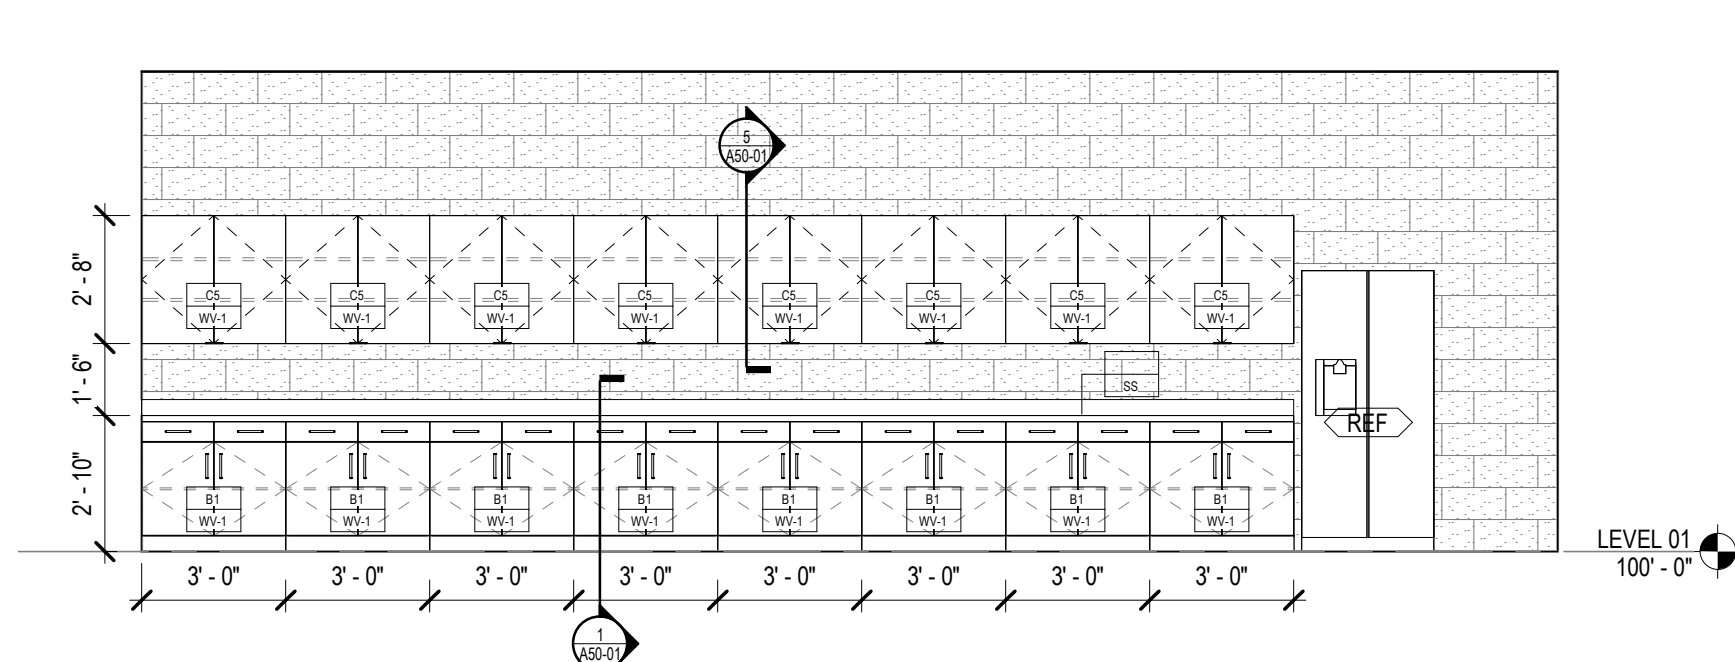 5
A50-01
2' - 8"
C5 C5 C5 C5 C5 C5 C5 C5
WV-1 WV-1 WV-1 WV-1 WV-1 WV-1 WV-1 WV-1
1' - 6"
SS
REF
2' - 10"
B1 B1 B1 B1 B1 B1 B1 B1
WV-1 WV-1 WV-1 WV-1 WV-1 WV-1 WV-1 WV-1
LEVEL 01
100' - 0"
3' - 0" 3' - 0" 3' - 0" 3' - 0" 3' - 0" 3' - 0" 3' - 0" 3' - 0"
1
A50-01